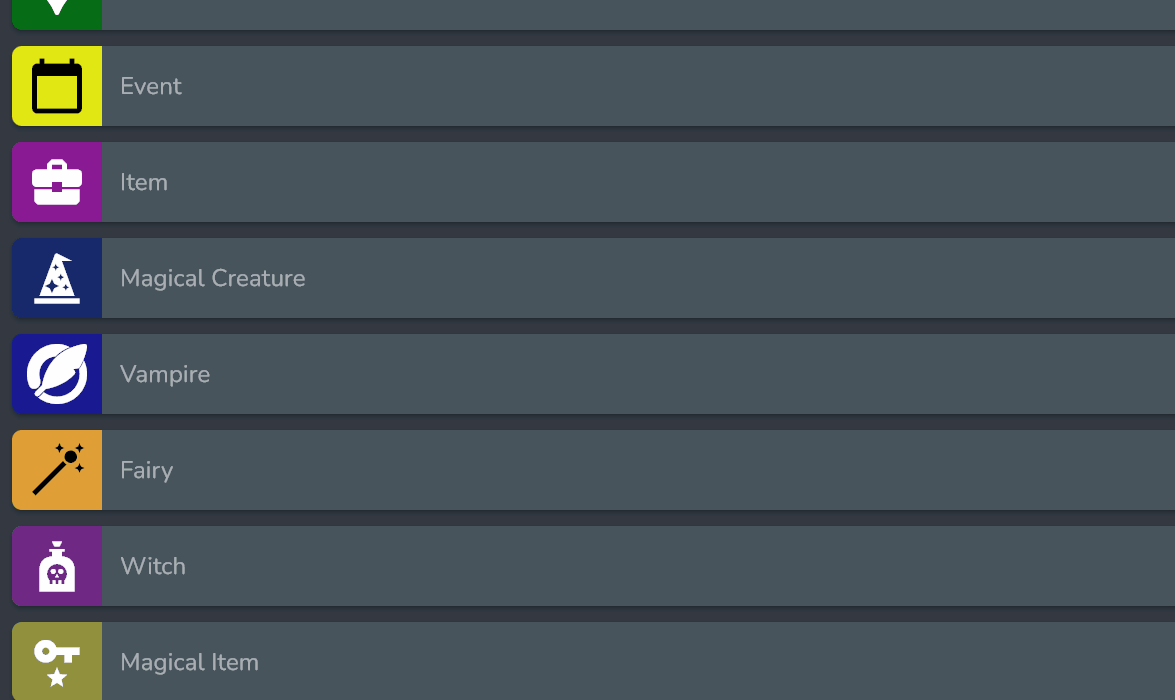 Event
Item
Magical Creature
Vampire
Fairy
Witch
Magical Item